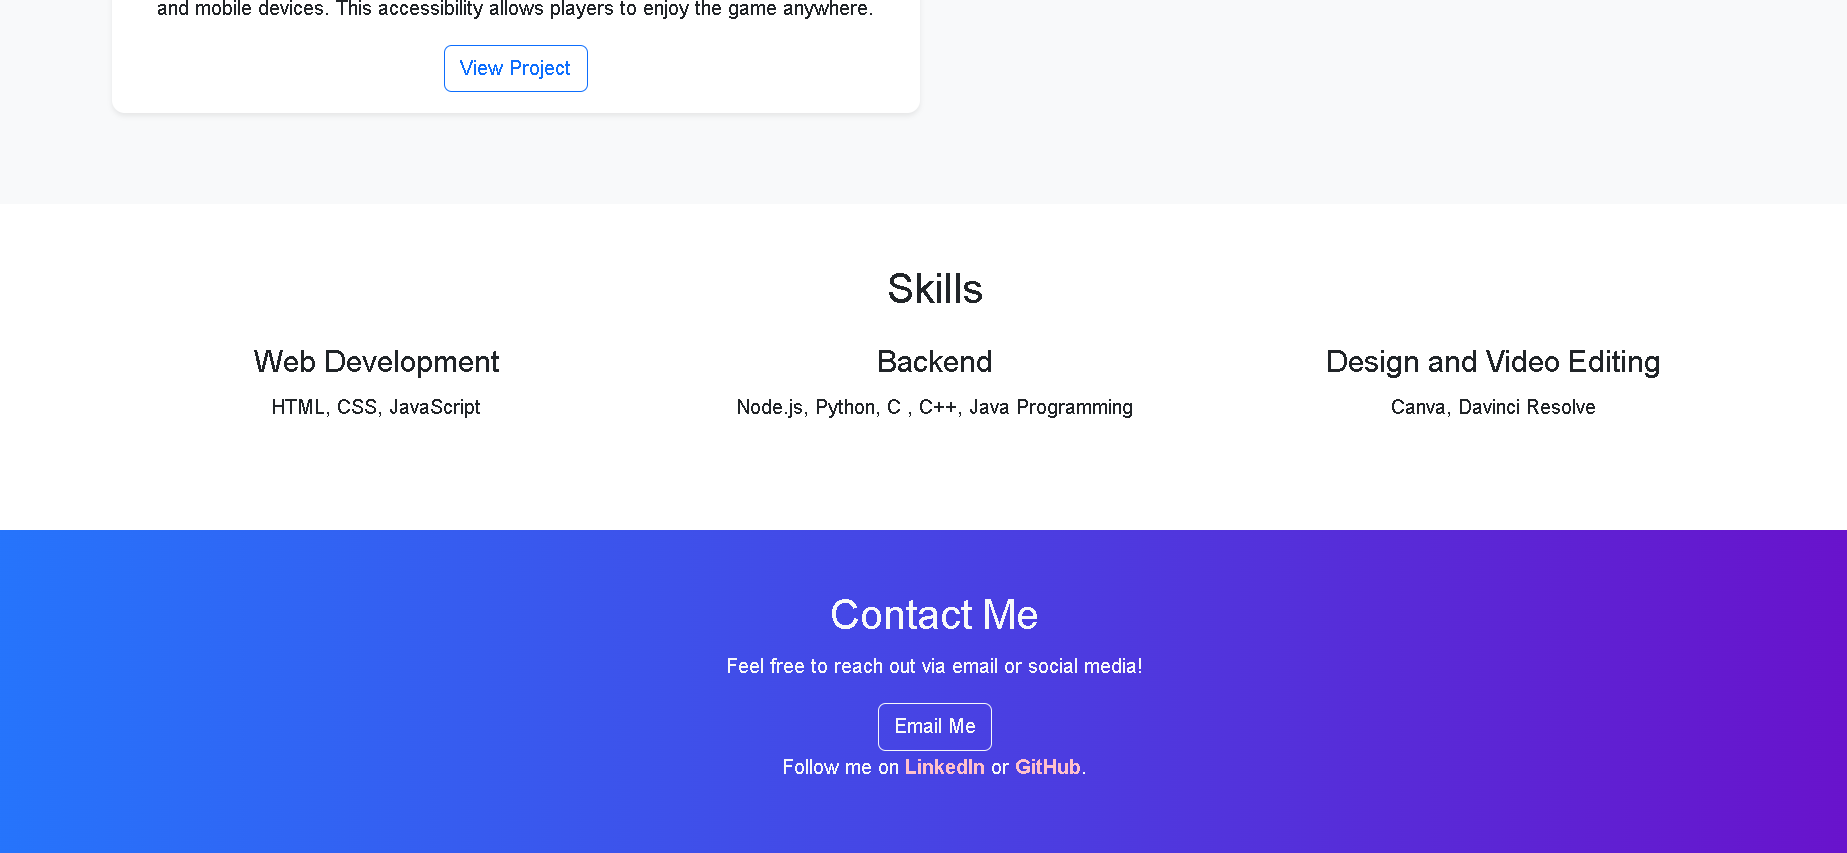 and mobile devices. This accessibility allows players to enjoy the game anywhere.
View Project
Skills
Web Development
HTML, CSS, JavaScript
Backend
Node.js, Python, C , C++, Java Programming
Design and Video Editing
Canva, Davinci Resolve
Contact Me
Feel free to reach out via email or social media!
Email Me
Follow me on LinkedIn or GitHub.